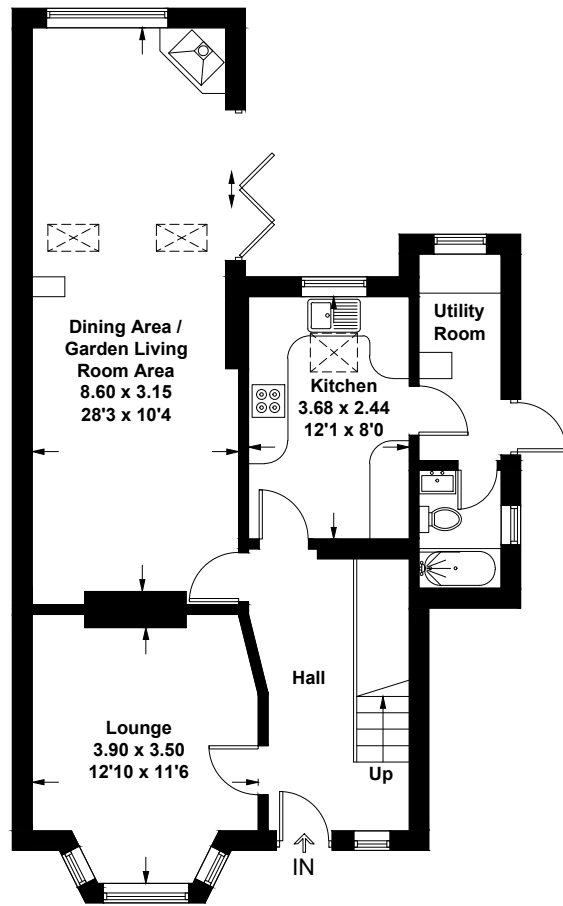 Dining Area /
Garden Living
Room Area
8.60 x 3.15
28'3 x 10'4
Kitchen
3.68 x 2.44
12'1 x 8'0
Utility
Room
Hall
Lounge
3.90 x 3.50
12'10 x 11'6
Up
IN